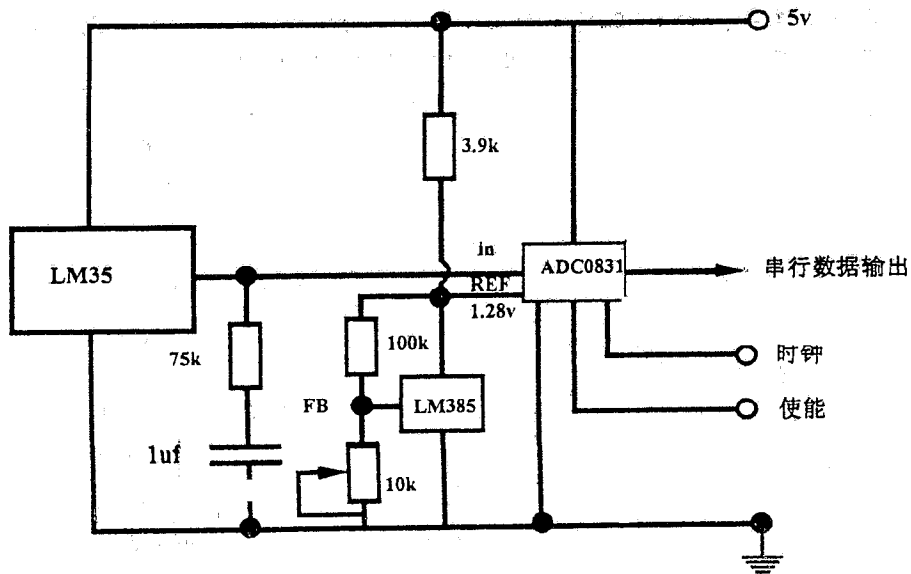 5v
3.9k
in
LM35
ADC0831
串行数据输出
REF
1.28v
75k
100k
时钟
FB
LM385
使能
1uf
10k